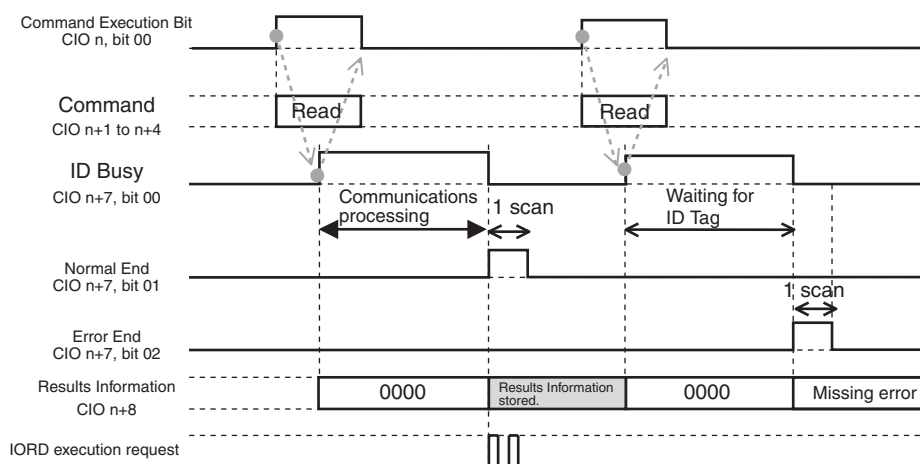 Command Execution Bit
CIO n, bit 00
Command
CIO n+1 to n+4
Read
Read
ID Busy
CIO n+7, bit 00
Communications
processing
1 scan
Waiting for
ID Tag
Normal End
CIO n+7, bit 01
1 scan
Error End
CIO n+7, bit 02
Results Information
CIO n+8
0000
Results Information
stored.
0000
Missing error
IORD execution request